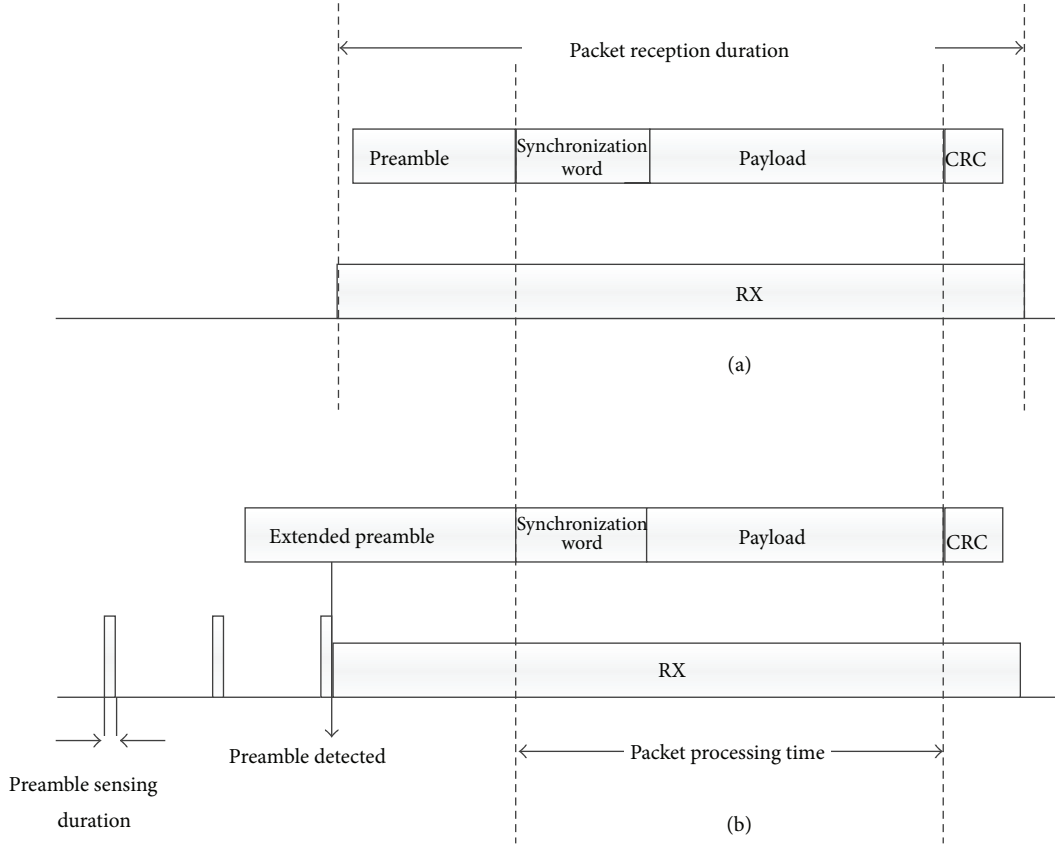 Packet reception duration
Preamble
Synchronization
word
Payload
CRC
RX
(a)
Extended preamble
Synchronization
word
Payload
CRC
RX
Preamble detected
Packet processing time
Preamble sensing
duration
(b)